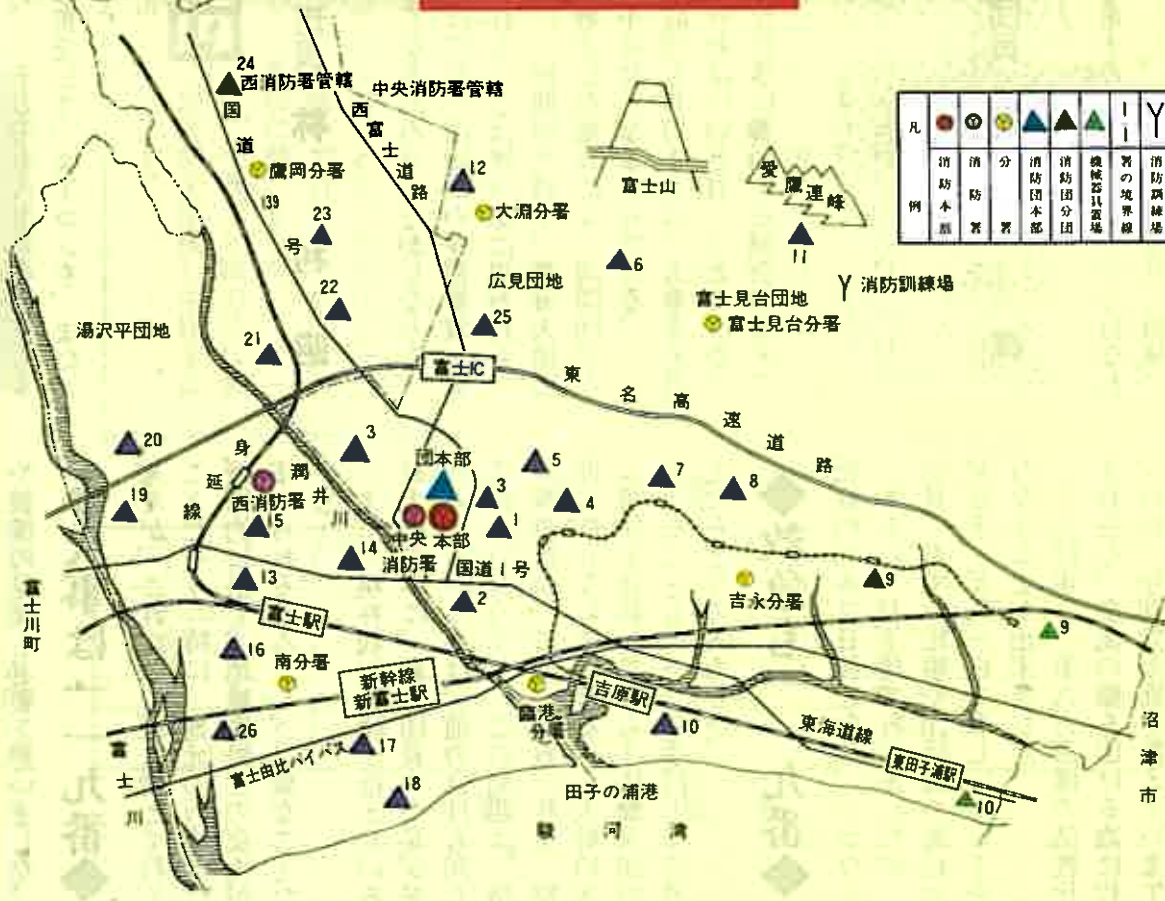 24
西消防署管轄
中央消防署管轄
国道139号
西富士道路
鷹岡分署
12
大淵分署
23
富士山
愛鷹連峰
11
6
広見団地
22
富士見台団地
消防訓練場
富士見台分署
25
湯沢平団地
21
富士IC
東名高速道路
凡例
消防本部
消防署
分署
消防団本部
消防団分団
機械器具置場
署の境界線
消防訓練場
20
身延線
潤井川
3
団本部
5
7
8
19
西消防署
15
3
4
1
中央消防署
本部
14
国道1号
13
2
富士駅
吉永分署
9
9
富士川町
16
南分署
新幹線
新富士駅
臨港分署
吉原駅
10
東海道線
東田子浦駅
10
沼津市
26
富士川
17
富士由比バイパス
18
田子の浦港
駿河湾